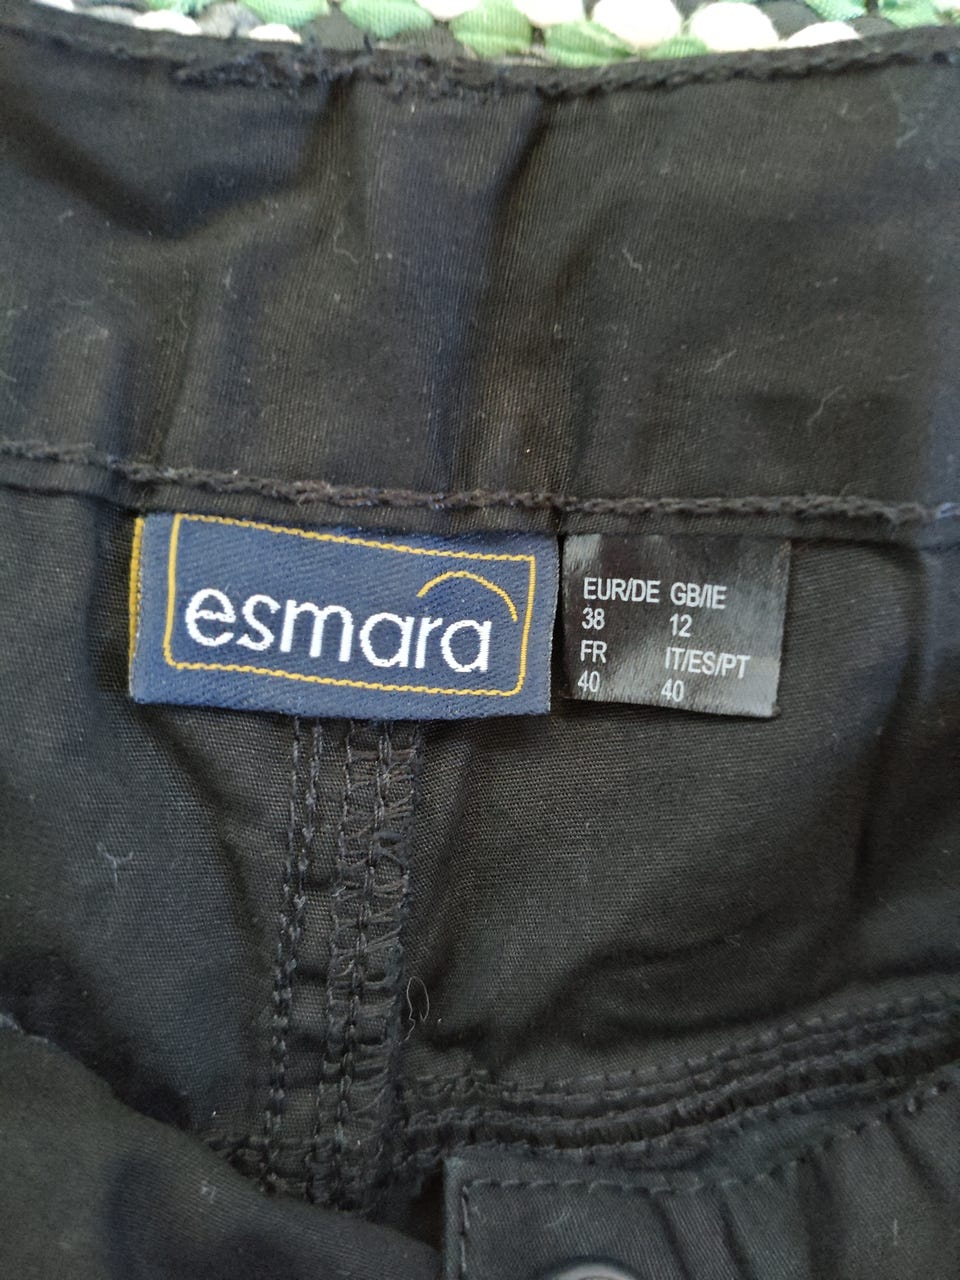 esmara
EUR/DE GB/IE
38 12
FR IT/ES/PT
40 40